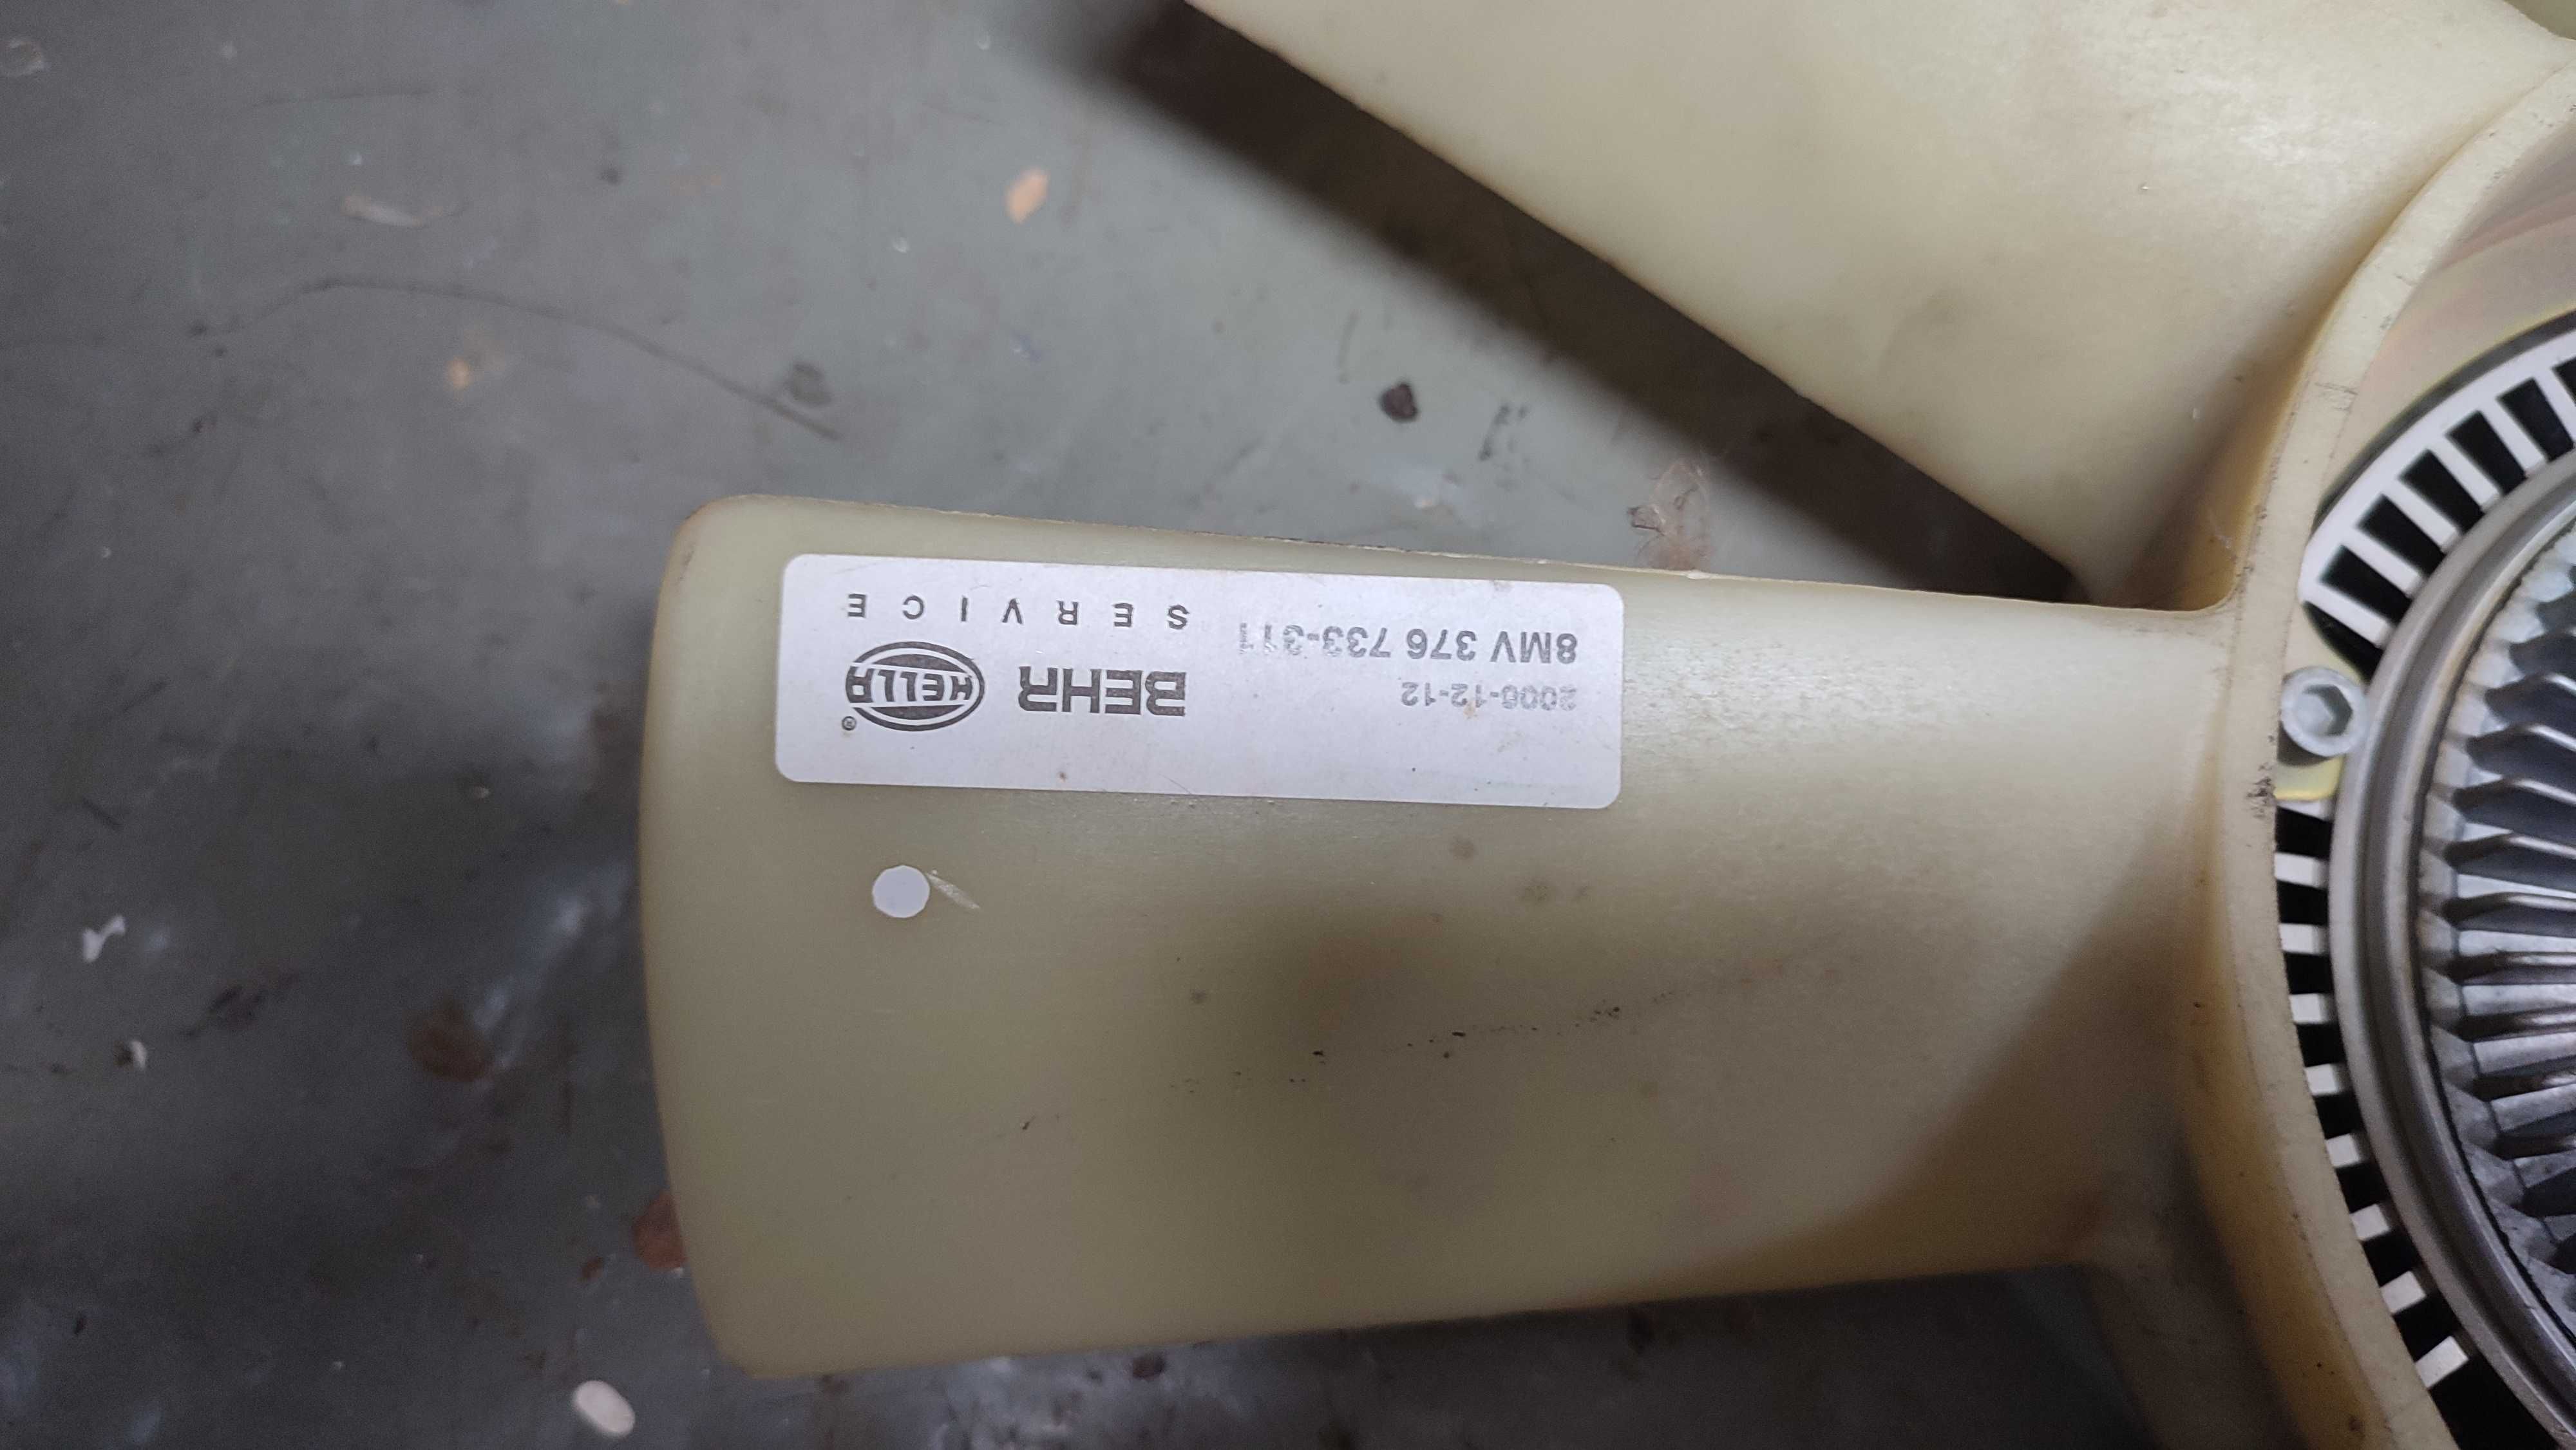 2006-12-12
8MV 376 733-311
BEHR HELLA®
SERVICE